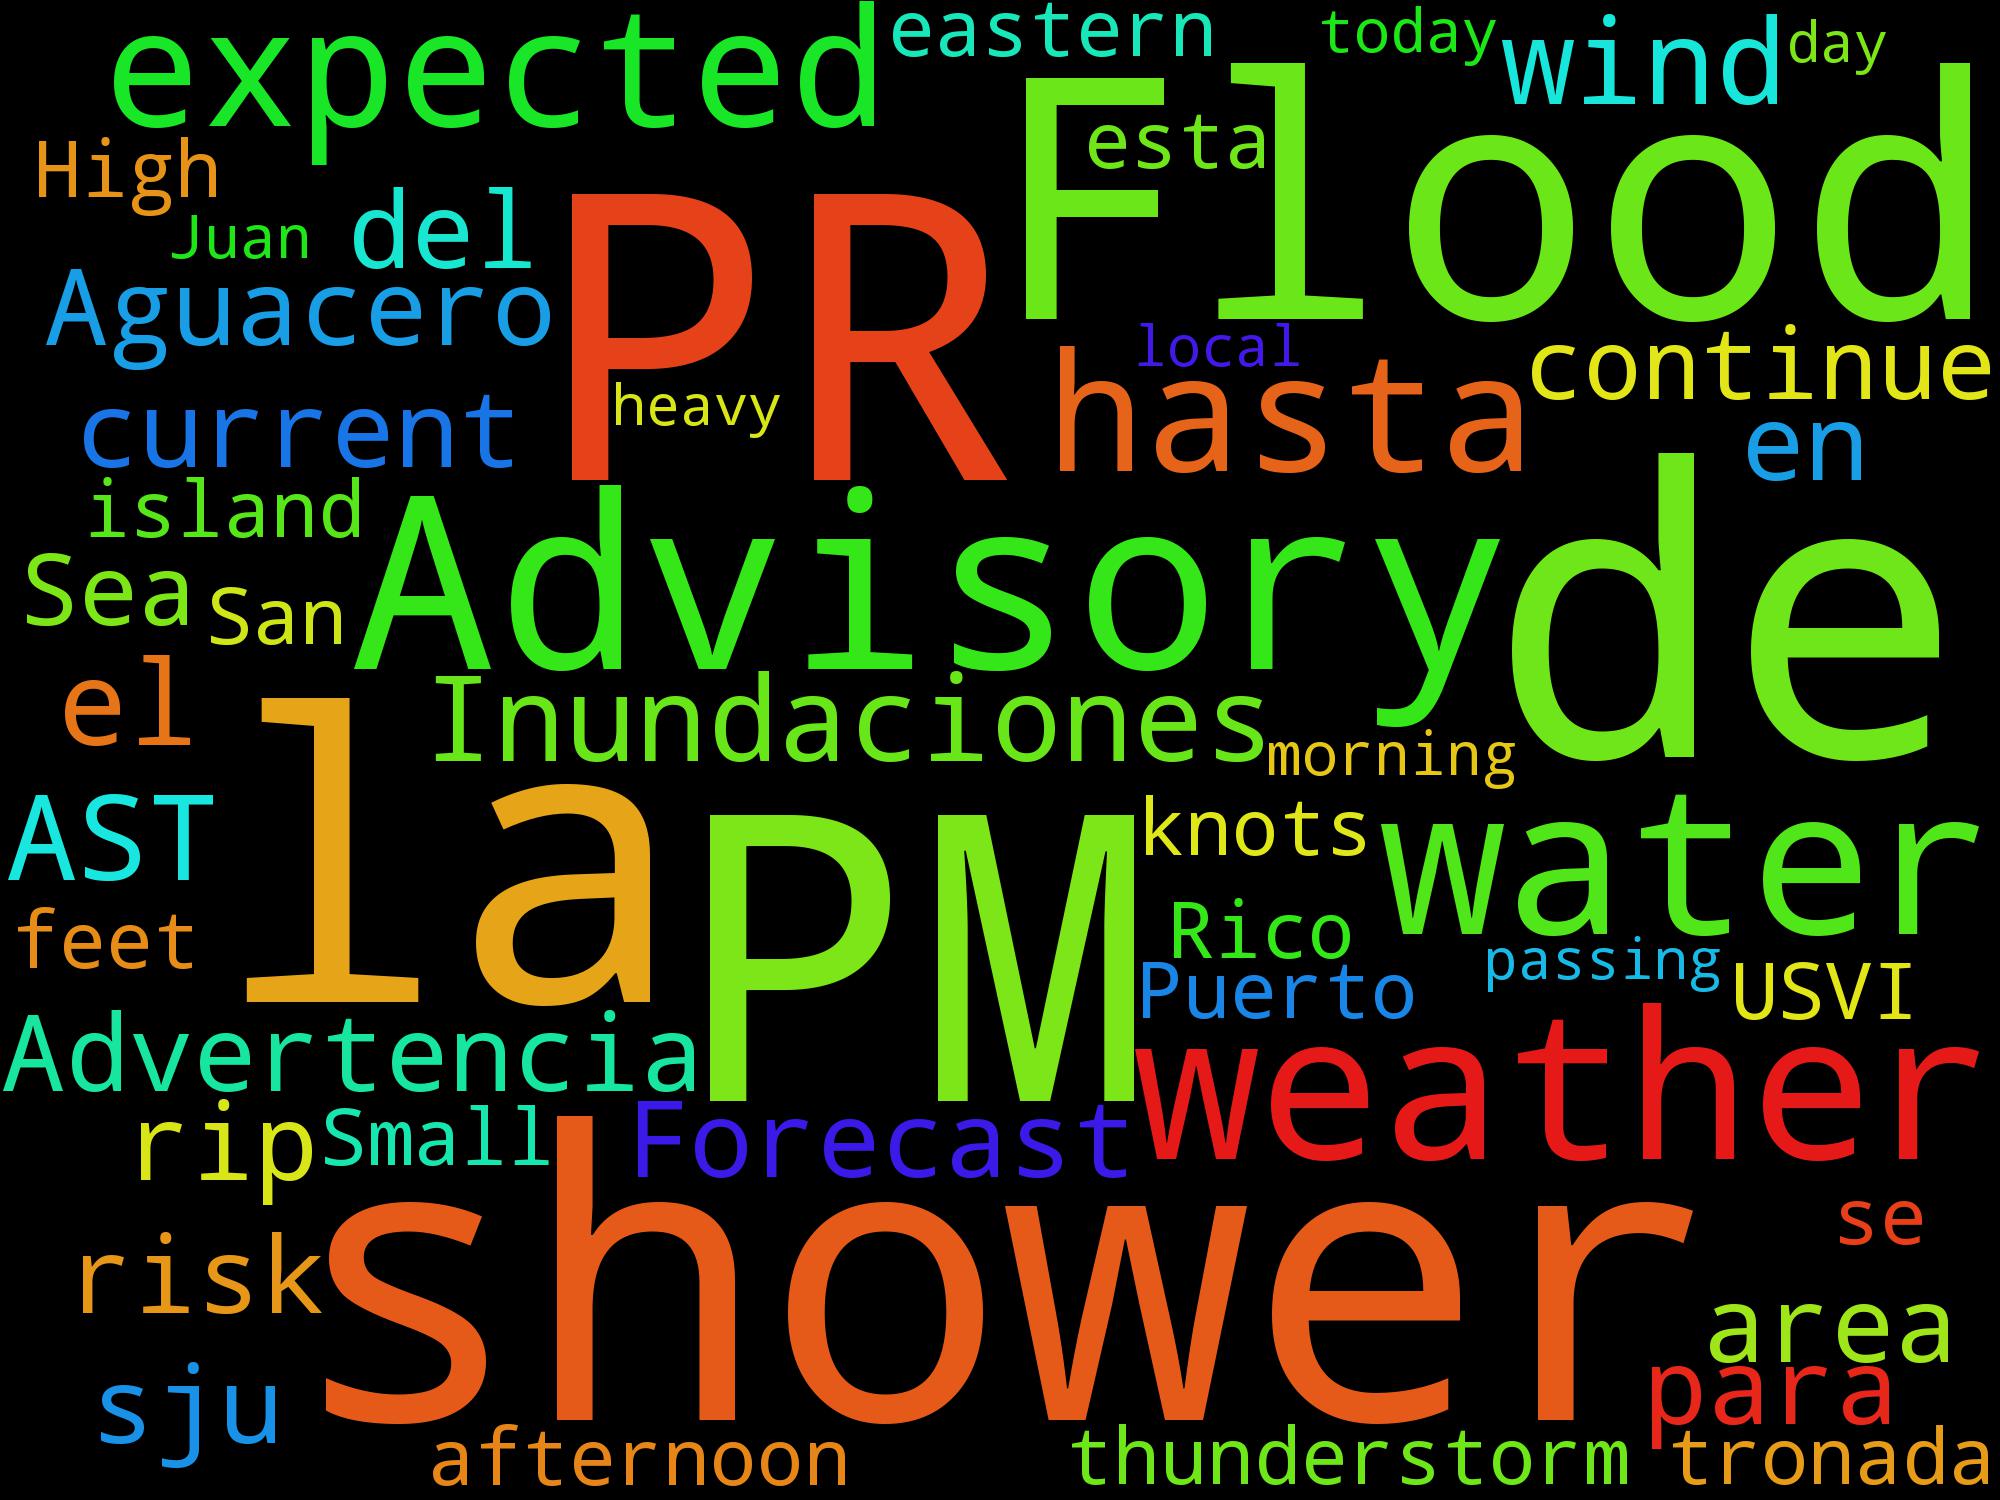 expected
eastern
today
wind
day
Flood
esta
High
Juan
del
PR
Aguacero
local
continue
heavy
hasta
current
en
island
Advisory
de
Sea
San
el
Inundaciones
morning
la
AST
PM
knots
water
feet
Rico
passing
Puerto
USVI
Advertencia
weather
rip
Small
Forecast
shower
se
risk
area
sju
para
afternoon
thunderstorm
tronada